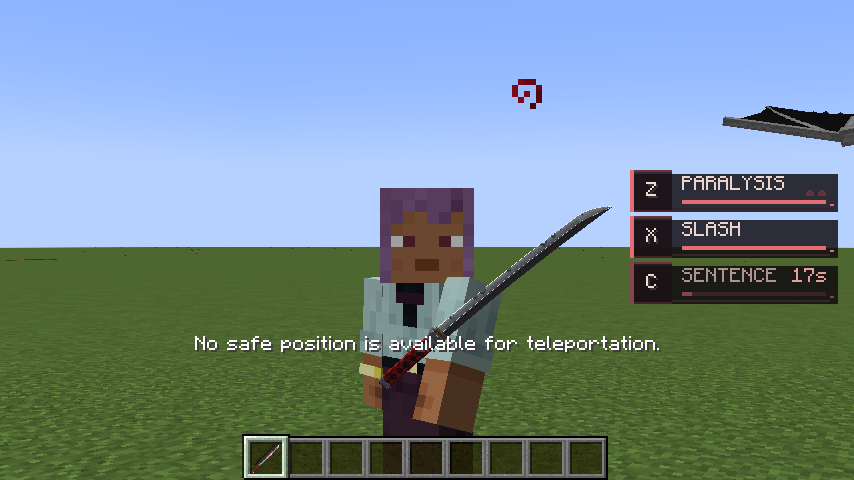 Z PARALYSIS
X SLASH
C SENTENCE 17s
No safe position is available for teleportation.